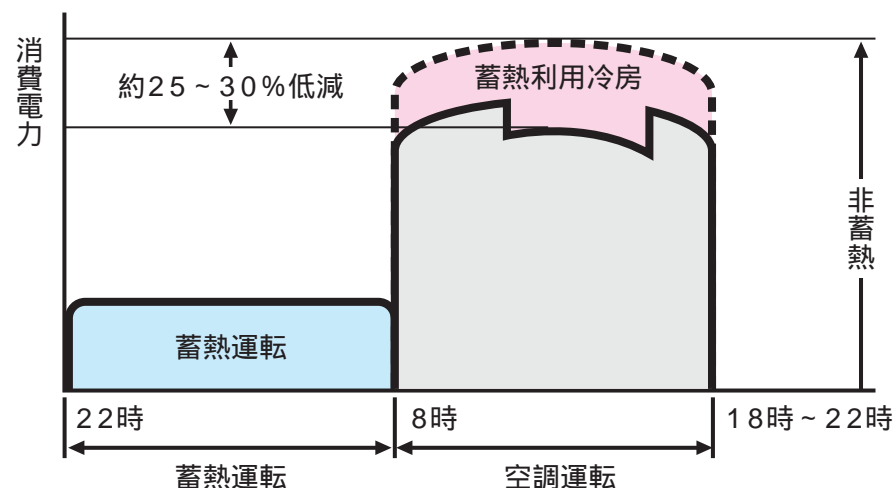 消費電力
約25~30%低減
蓄熱利用冷房
非蓄熱
蓄熱運転
22時
8時
18時~22時
蓄熱運転
空調運転